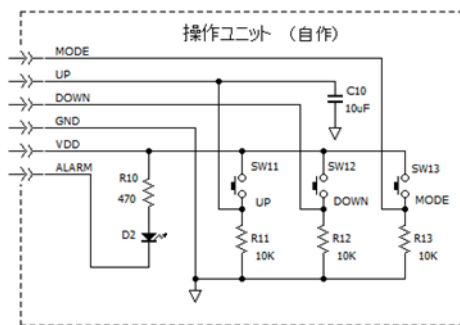 操作ユニット （自作）
MODE
UP
DOWN
GND
VDD
ALARM
C10
10uF
R10
470
D2
SW11
UP
SW12
DOWN
SW13
MODE
R11
10K
R12
10K
R13
10K